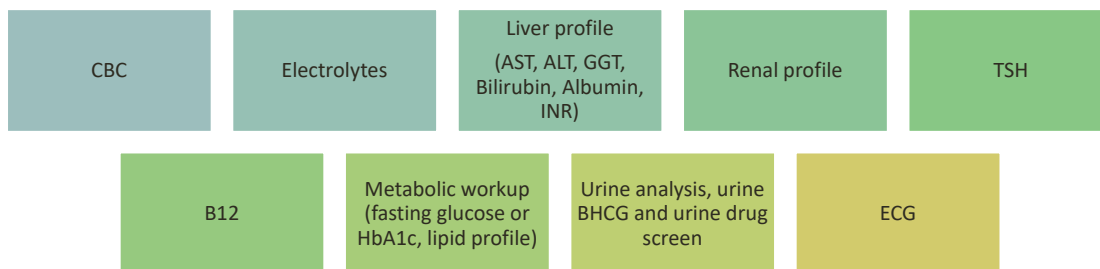 CBC
Electrolytes
Liver profile
(AST, ALT, GGT,
Bilirubin, Albumin,
INR)
Renal profile
TSH
B12
Metabolic workup
(fasting glucose or
HbA1c, lipid profile)
Urine analysis, urine
BHCG and urine drug
screen
ECG